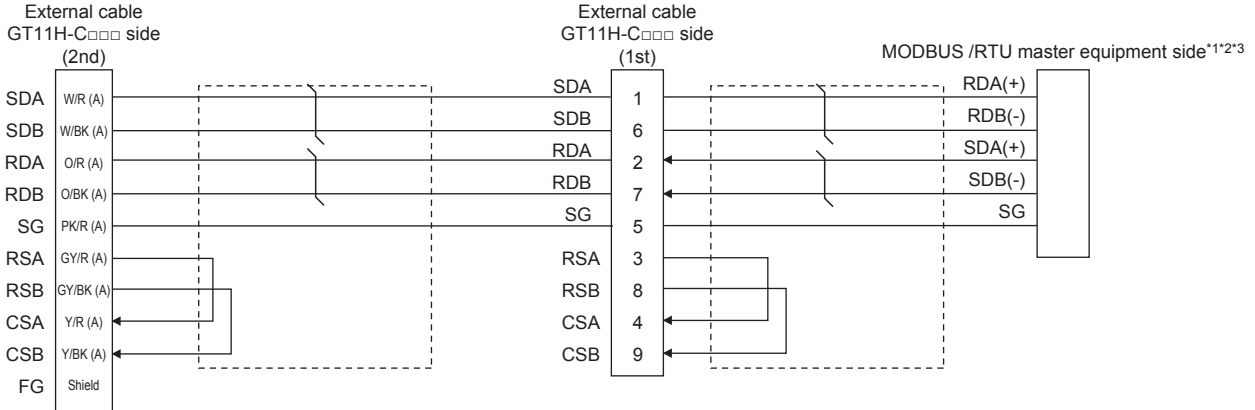 External cable External cable
GT11H-C□□□ side GT11H-C□□□ side
(2nd) (1st) MODBUS /RTU master equipment side*1*2*3
SDA W/R (A) SDA 1 RDA(+)
SDB W/BK (A) SDB 6 RDB(-)
RDA O/R (A) RDA 2 SDA(+)
RDB O/BK (A) RDB 7 SDB(-)
SG PK/R (A) SG 5 SG
RSA GY/R (A) RSA 3
RSB GY/BK (A) RSB 8
CSA Y/R (A) CSA 4
CSB Y/BK (A) CSB 9
FG Shield